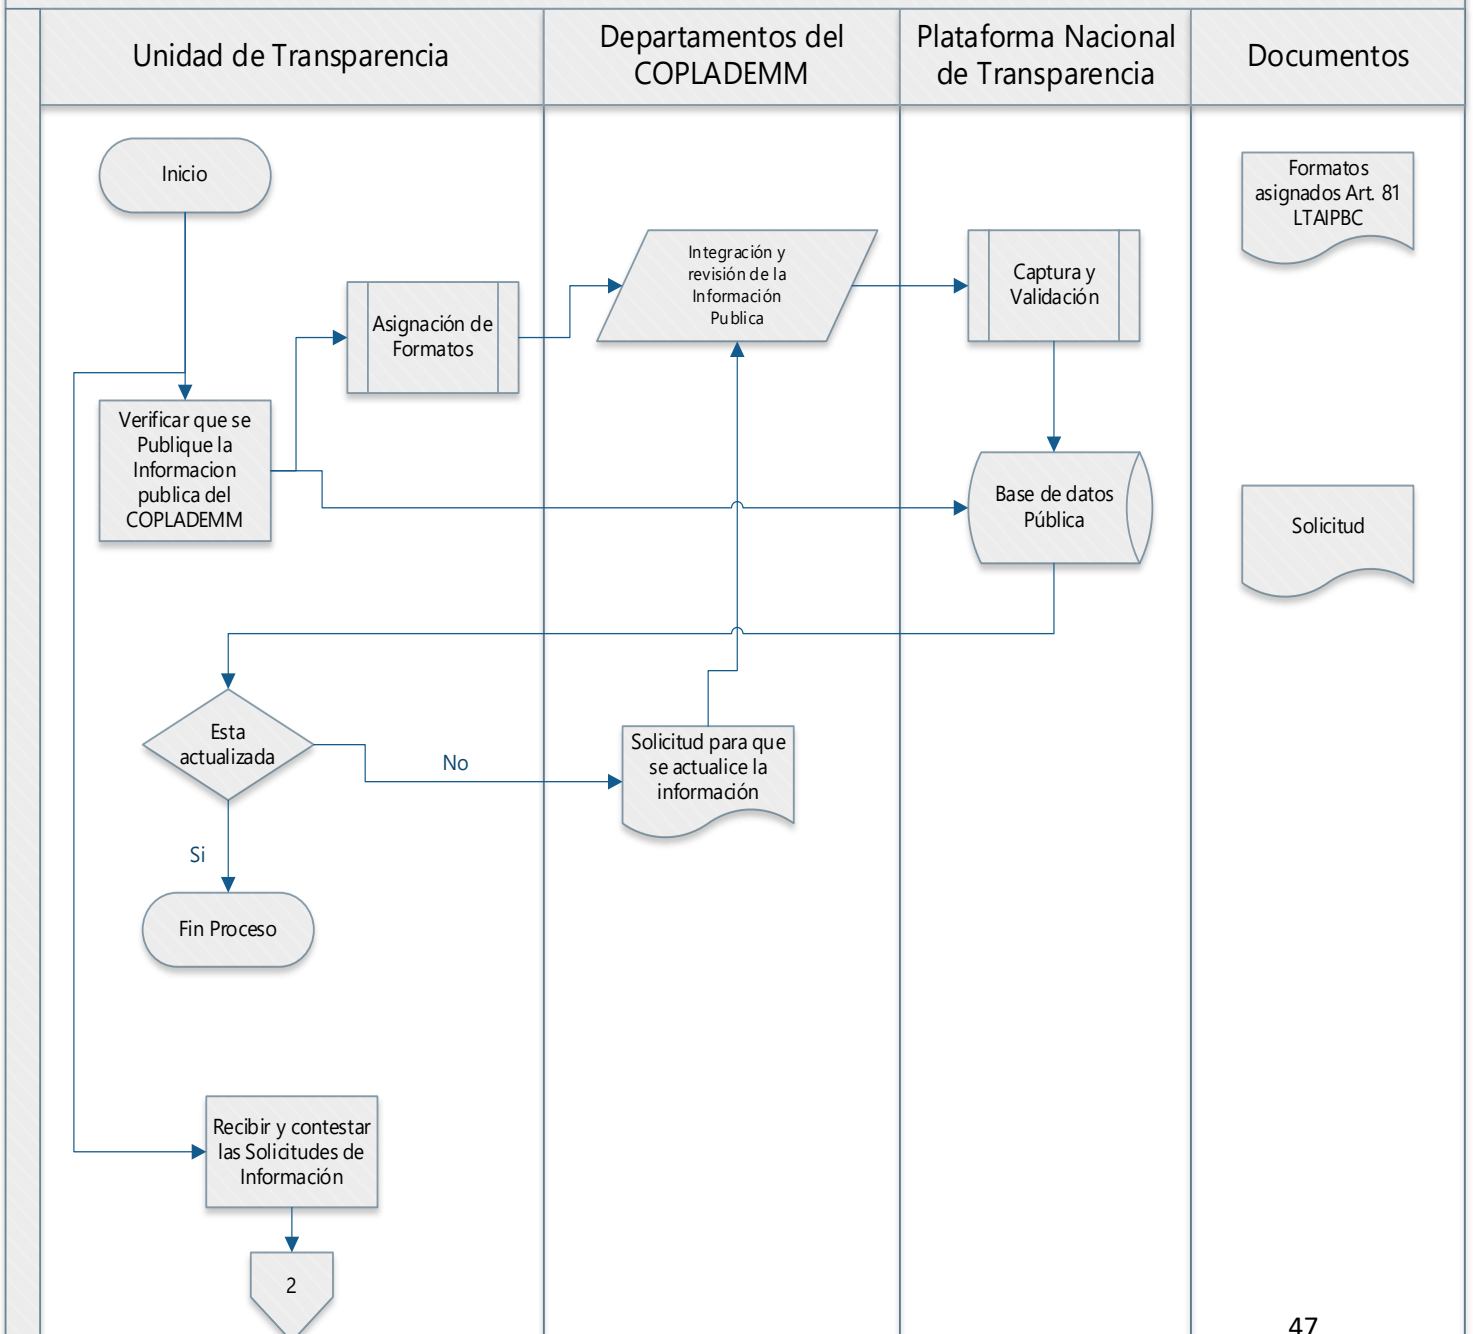 Unidad de Transparencia
Departamentos del
COPLADEMM
Plataforma Nacional
de Transparencia
Documentos
Inicio
Formatos
asignados Art. 81
LTAIPBC
Integración y
revisión de la
Información
Publica
Captura y
Validación
Asignación de
Formatos
Verificar que se
Publique la
Informacion
publica del
COPLADEMM
Base de datos
Pública
Solicitud
Esta
actualizada
No
Solicitud para que
se actualice la
información
Si
Fin Proceso
Recibir y contestar
las Solicitudes de
Información
2
47